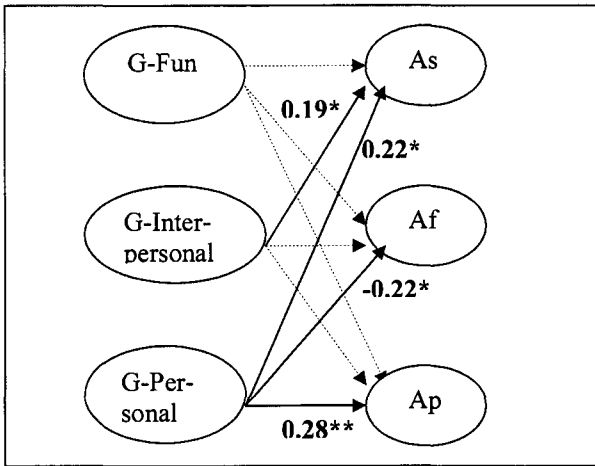 G-Fun
As
0.19*
0.22*
G-Inter-
personal
Af
-0.22*
G-Per-
sonal
Ap
0.28**